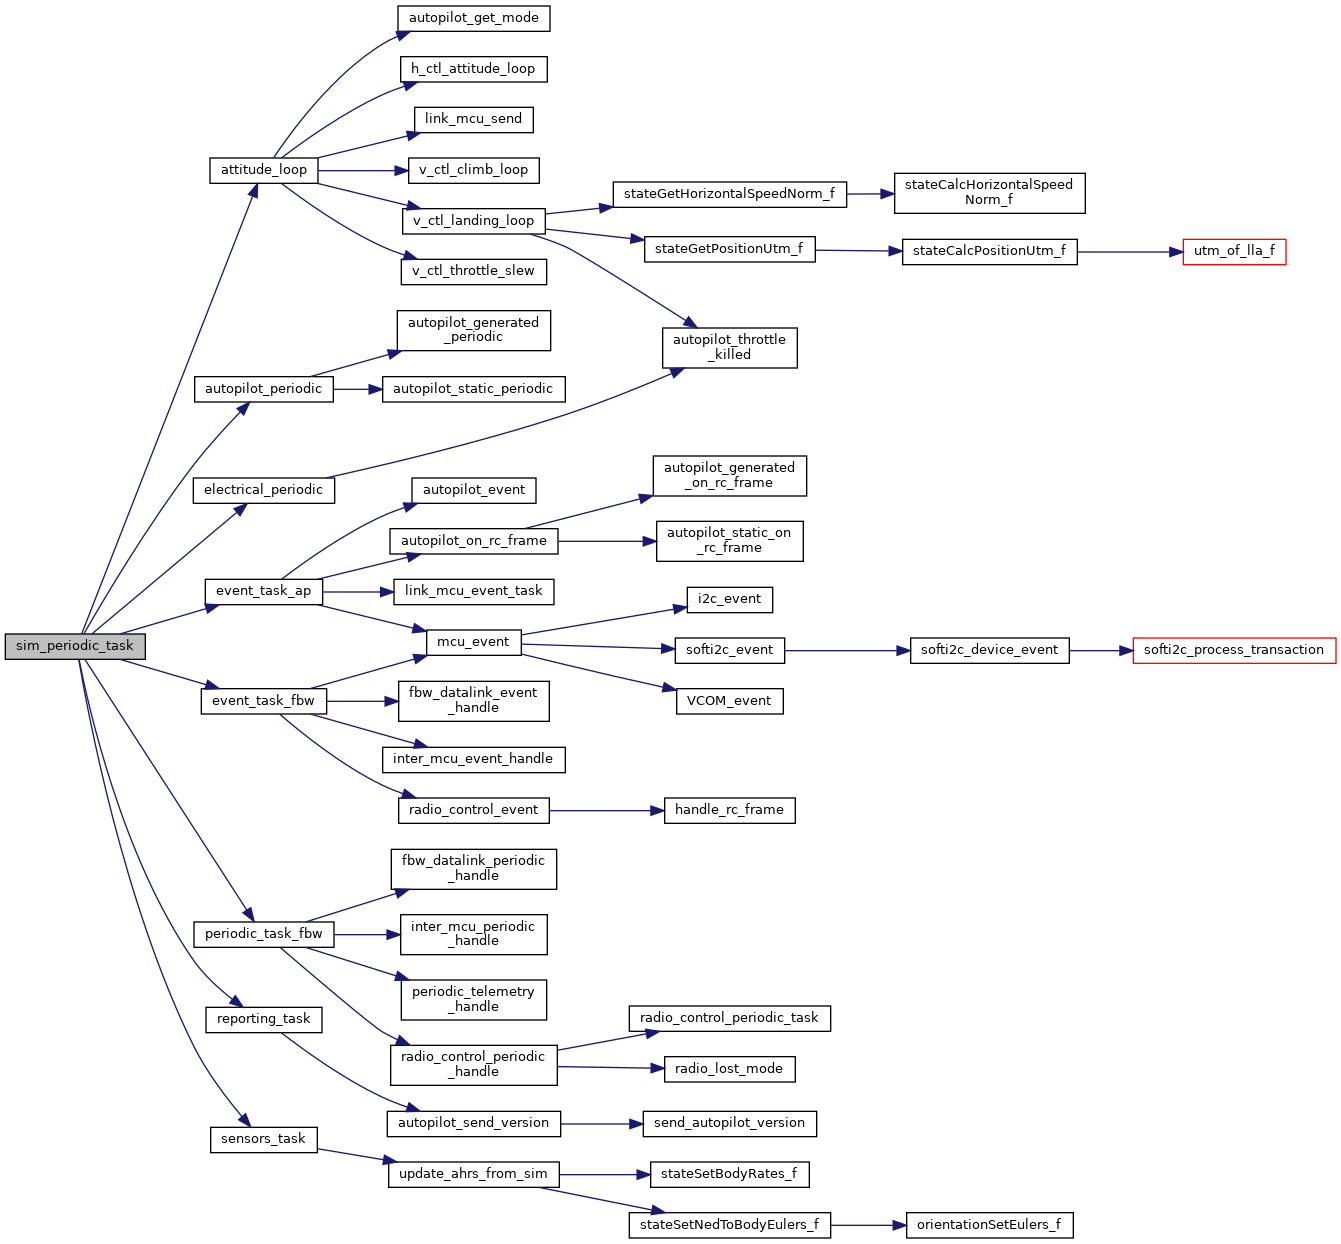 autopilot_get_mode
h_ctl_attitude_loop
link_mcu_send
attitude_loop
v_ctl_climb_loop
stateGetHorizontalSpeedNorm_f
stateCalcHorizontalSpeed
Norm_f
v_ctl_landing_loop
stateGetPositionUtm_f
stateCalcPositionUtm_f
utm_of_lla_f
v_ctl_throttle_slew
autopilot_generated
_periodic
autopilot_throttle
_killed
autopilot_periodic
autopilot_static_periodic
electrical_periodic
autopilot_event
autopilot_generated
_on_rc_frame
autopilot_on_rc_frame
autopilot_static_on
_rc_frame
event_task_ap
link_mcu_event_task
i2c_event
sim_periodic_task
mcu_event
softi2c_event
softi2c_device_event
softi2c_process_transaction
event_task_fbw
fbw_datalink_event
_handle
VCOM_event
inter_mcu_event_handle
radio_control_event
handle_rc_frame
fbw_datalink_periodic
_handle
periodic_task_fbw
inter_mcu_periodic
_handle
periodic_telemetry
_handle
reporting_task
radio_control_periodic_task
radio_control_periodic
_handle
radio_lost_mode
autopilot_send_version
send_autopilot_version
sensors_task
update_ahrs_from_sim
stateSetBodyRates_f
stateSetNedToBodyEulers_f
orientationSetEulers_f